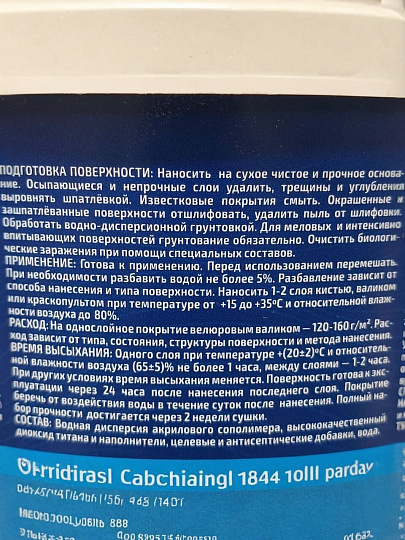 ПОДГОТОВКА ПОВЕРХНОСТИ: Наносить на сухое чистое и прочное основа-
ние. Осыпающиеся и непрочные слои удалить, трещины и углубления
выровнять шпатлёвкой. Известковые покрытия смыть. Окрашенные и
зашпатлёванные поверхности отшлифовать, удалить пыль от шлифовки.
Обработать водно-дисперсионной грунтовкой. Для меловых и интенсивно
впитывающих поверхностей грунтование обязательно. Очистить биологи-
ческие заражения при помощи специальных составов.
ПРИМЕНЕНИЕ: Готова к применению. Перед использованием перемешать.
При необходимости разбавить водой не более 5%. Разбавление зависит от
способа нанесения и типа поверхности. Наносить 1-2 слоя кистью, валиком
или краскопультом при температуре от +15 до +35ºС и относительной влаж-
ности воздуха до 80%.
РАСХОД: На однослойное покрытие велюровым валиком — 120-160 г/м². Рас-
ход зависит от типа, состояния, структуры поверхности и метода нанесения.
ВРЕМЯ ВЫСЫХАНИЯ: Одного слоя при температуре +(20±2)ºС и относитель-
ной влажности воздуха (65±5)% не более 1 часа, между слоями — 1-2 часа.
При других условиях время высыхания меняется. Поверхность готова к экс-
плуатации через 24 часа после нанесения последнего слоя. Покрытие
беречь от воздействия воды в течение суток после нанесения. Полный на-
бор прочности достигается через 2 недели сушки.
СОСТАВ: Водная дисперсия акрилового сополимера, высококачественный
диоксид титана и наполнители, целевые и антисептические добавки, вода.
Cabchiaingl 1844 parday